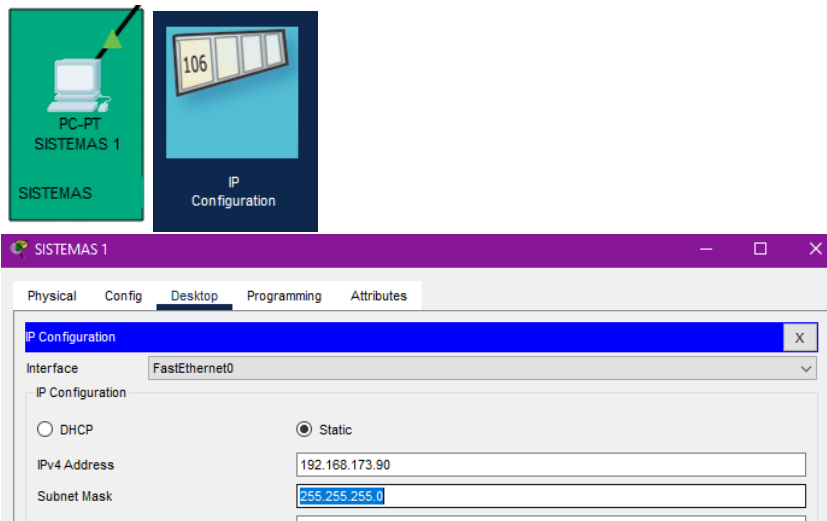 PC-PT
SISTEMAS 1
SISTEMAS
106
IP
Configuration
SISTEMAS 1
Physical Config Desktop Programming Attributes
IP Configuration X
Interface FastEthernet0
IP Configuration
DHCP Static
IPv4 Address 192.168.173.90
Subnet Mask 255.255.255.0